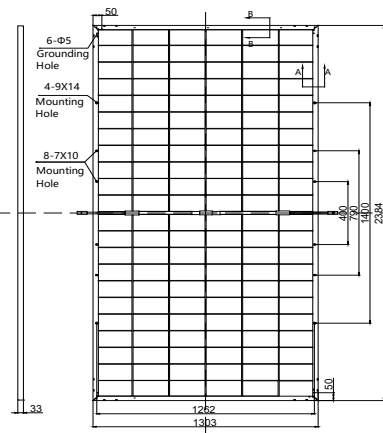 50
B
B
6-Φ5
Grounding
Hole
A A
4-9X14
Mounting
Hole
8-7X10
Mounting
Hole
400
790
1400
2384
50
33
1262
1303